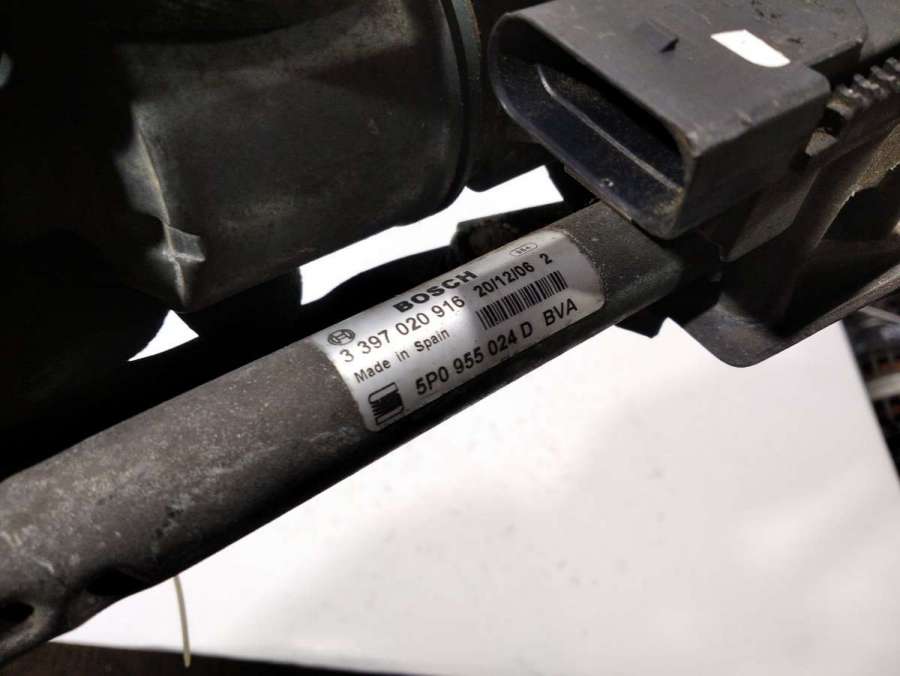 BOSCH
3 397 020 916 20/12/06 2
Made in Spain
5P0 955 024 D BVA